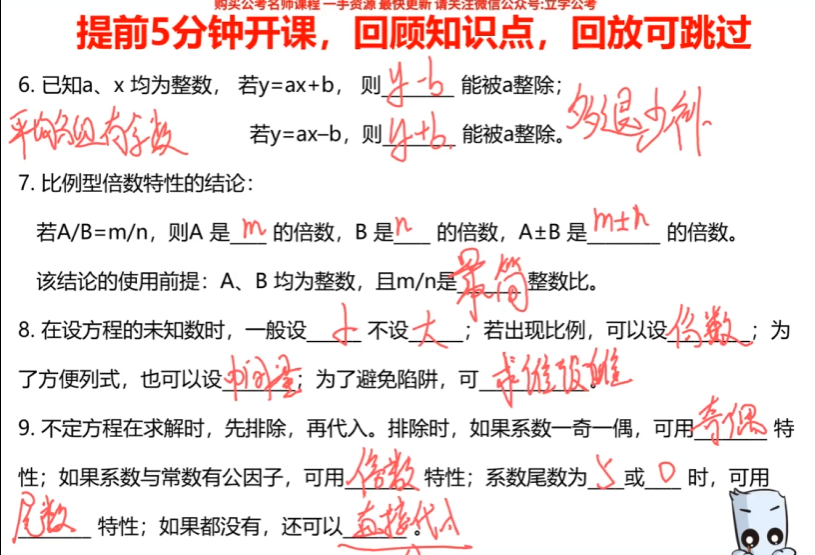 购买公考名师课程 一手资源 最快更新 请关注微信公众号:立学公考
提前5分钟开课，回顾知识点，回放可跳过
6. 已知a、x 均为整数， 若y=ax+b， 则 y-b 能被a整除；
平均分组有余数 若y=ax–b，则 y+b 能被a整除。 多退少补
7. 比例型倍数特性的结论：
若A/B=m/n，则A 是 m 的倍数，B 是 n 的倍数，A±B 是 m±n 的倍数。
该结论的使用前提：A、B 均为整数，且m/n是 最简 整数比。
8. 在设方程的未知数时，一般设 小 不设 大 ；若出现比例，可以设 份数 ；为
了方便列式，也可以设 中间量 ；为了避免陷阱，可 求谁设谁 。
9. 不定方程在求解时，先排除，再代入。排除时，如果系数一奇一偶，可用 奇偶 特
性；如果系数与常数有公因子，可用 倍数 特性；系数尾数为 5 或 0 时，可用
尾数 特性；如果都没有，还可以 直接代入 。